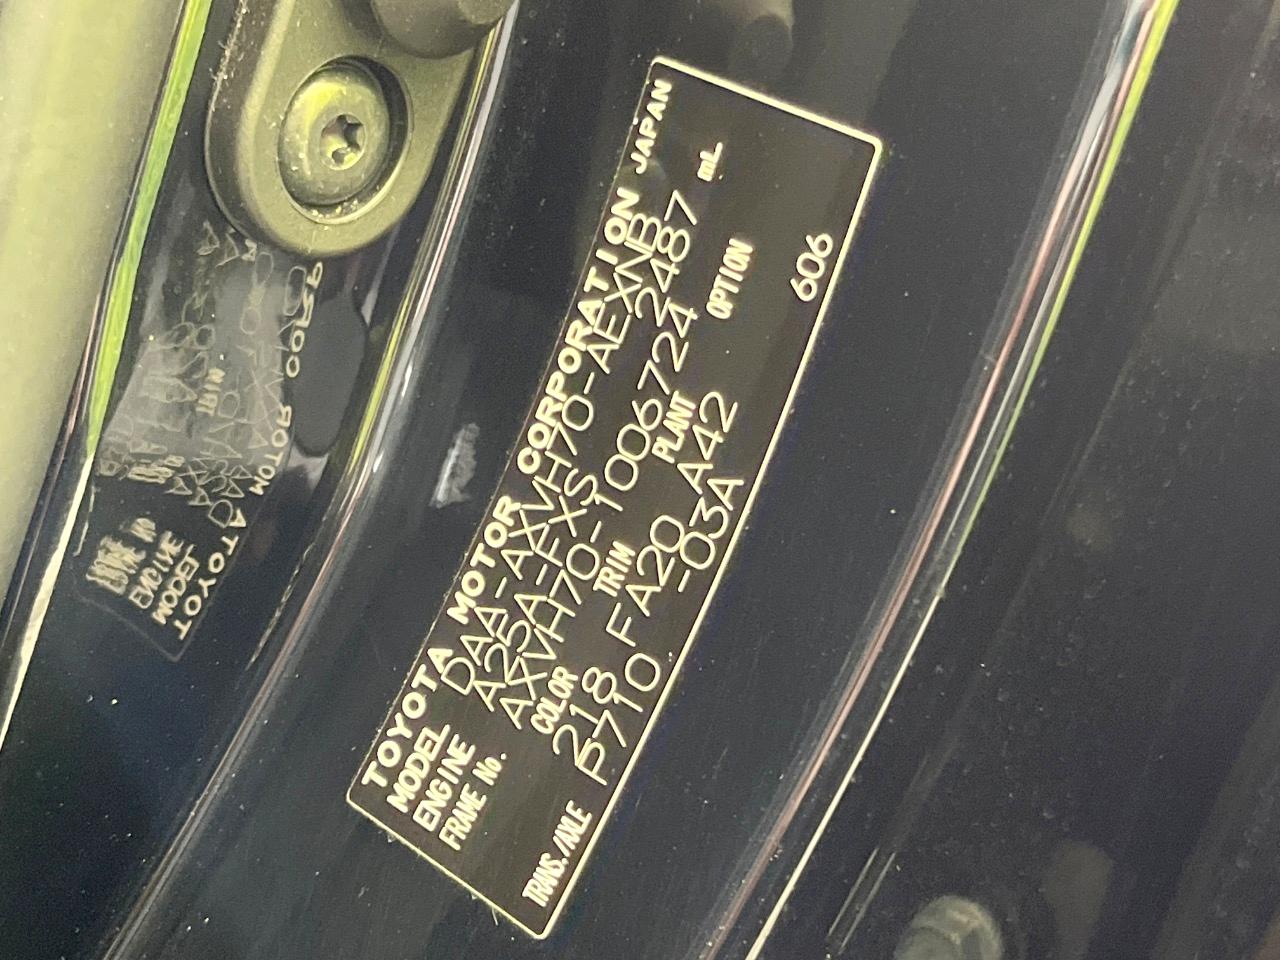 TOYOTA MOTOR CORPORATION JAPAN
MODEL DAA-AXVH70-AEXNB
ENGINE A25A-FXS 2487 mL
FRAME No. AXVH70-1006724
COLOR TRIM PLANT OPTION
218 FA20 A42
TRANS./AXLE P710 -03A 606